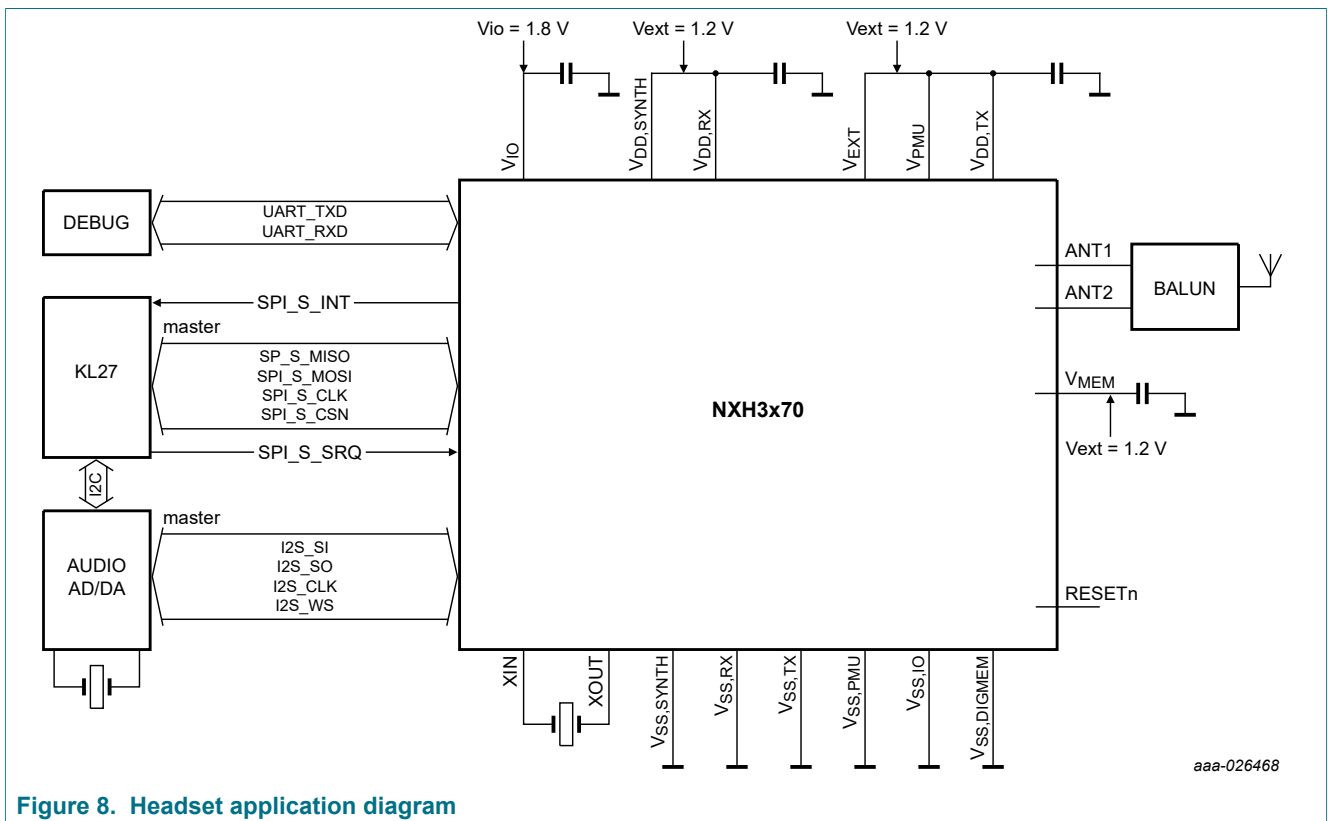 Vio = 1.8 V
Vext = 1.2 V
Vext = 1.2 V
VIO
VDD,SYNTH
VDD,RX
VEXT
VPMU
VDD,TX
DEBUG
UART_TXD
UART_RXD
ANT1
ANT2
BALUN
SPI_S_INT
master
KL27
SP_S_MISO
SPI_S_MOSI
SPI_S_CLK
SPI_S_CSN
SPI_S_SRQ
NXH3x70
VMEM
Vext = 1.2 V
I2C
master
AUDIO
AD/DA
I2S_SI
I2S_SO
I2S_CLK
I2S_WS
RESETn
XIN
XOUT
VSS,SYNTH
VSS,RX
VSS,TX
VSS,PMU
VSS,IO
VSS,DIGMEM
aaa-026468
Figure 8. Headset application diagram